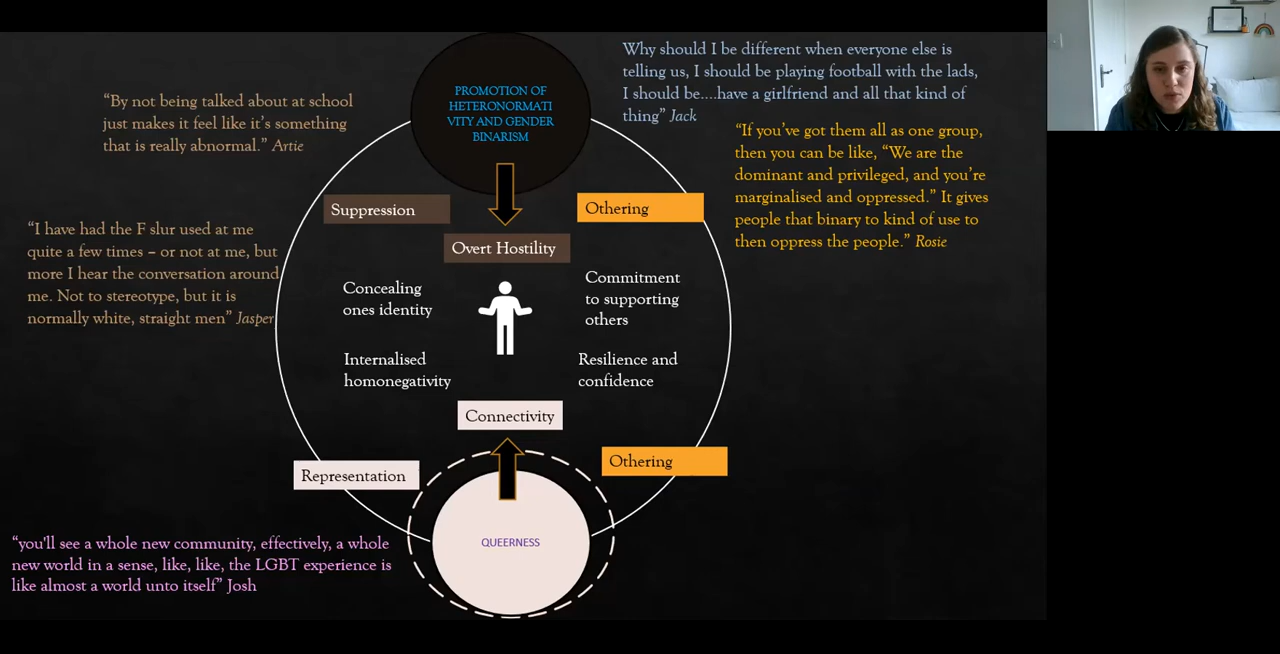 Why should I be different when everyone else is
telling us, I should be playing football with the lads,
I should be....have a girlfriend and all that kind of
thing” Jack
PROMOTION OF
HETERONORMATI
VITY AND GENDER
BINARISM
“By not being talked about at school
just makes it feel like it’s something
that is really abnormal.” Artie
“If you’ve got them all as one group,
then you can be like, “We are the
dominant and privileged, and you’re
marginalised and oppressed.” It gives
people that binary to kind of use to
then oppress the people.” Rosie
Suppression
Othering
Overt Hostility
“I have had the F slur used at me
quite a few times – or not at me, but
more I hear the conversation around
me. Not to stereotype, but it is
normally white, straight men” Jasper
Concealing
ones identity
Commitment
to supporting
others
Internalised
homonegativity
Resilience and
confidence
Connectivity
Representation
Othering
QUEERNESS
“you'll see a whole new community, effectively, a whole
new world in a sense, like, like, the LGBT experience is
like almost a world unto itself” Josh